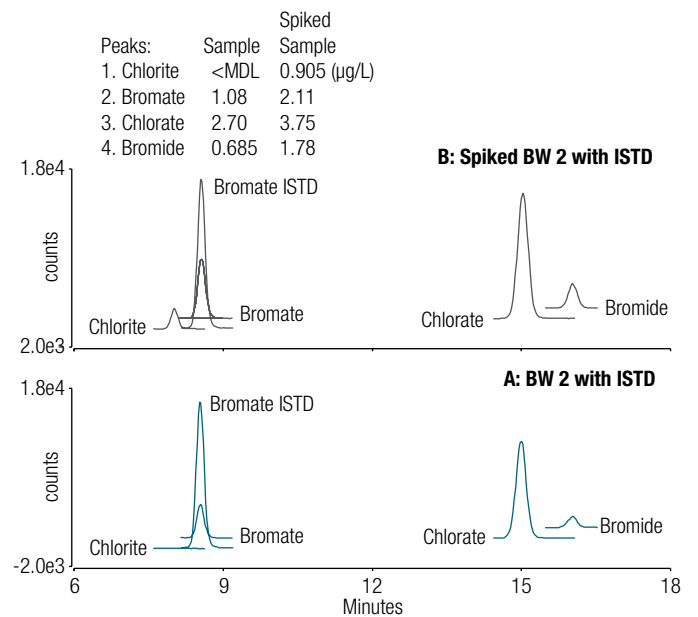 Spiked
Peaks: Sample Sample
1. Chlorite <MDL 0.905 (µg/L)
2. Bromate 1.08 2.11
3. Chlorate 2.70 3.75
4. Bromide 0.685 1.78
B: Spiked BW 2 with ISTD
1.8e4
Bromate ISTD
counts
Chlorite
Bromate
Chlorate
Bromide
2.0e3
A: BW 2 with ISTD
1.8e4
Bromate ISTD
counts
Chlorite
Bromate
Chlorate
Bromide
-2.0e3
6 9 12 15 18
Minutes